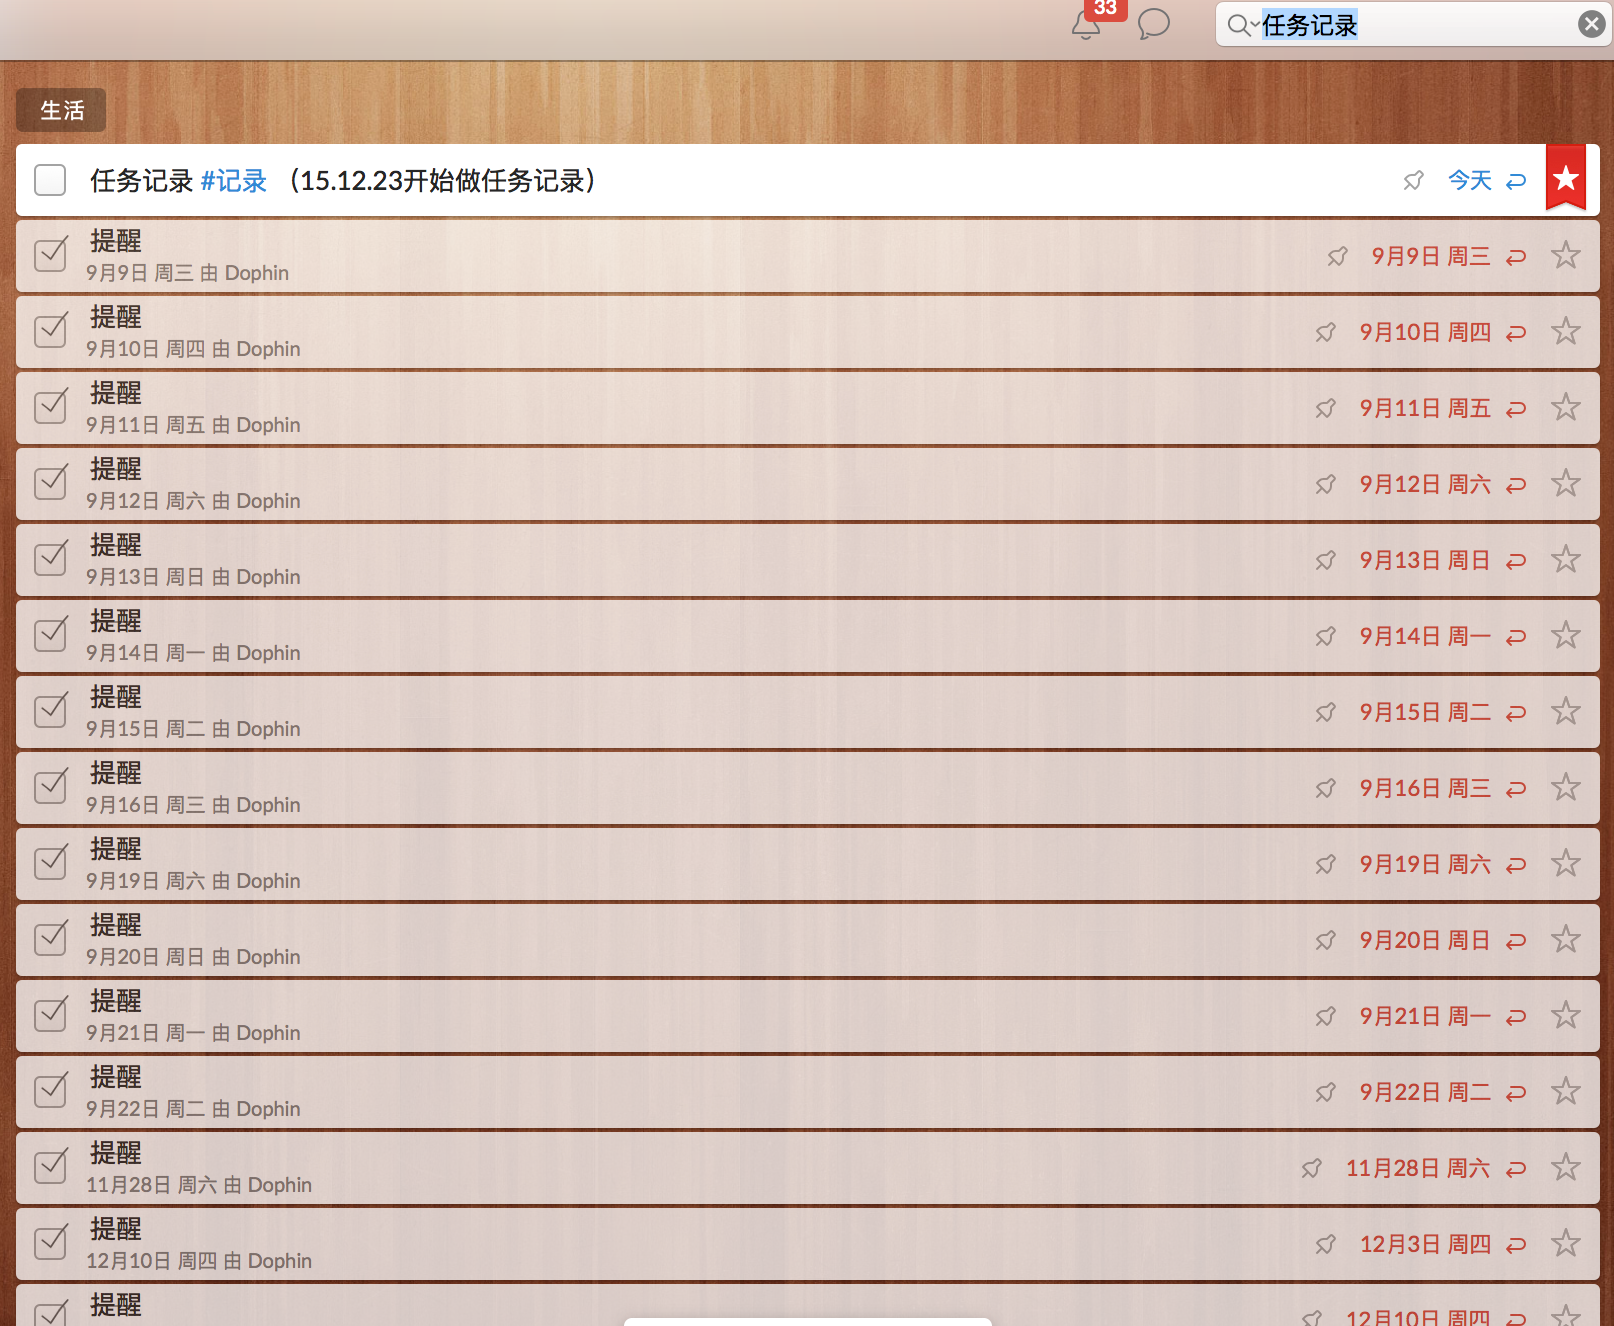 33
任务记录
生活
任务记录 #记录 （15.12.23开始做任务记录）
今天
提醒
9月9日 周三 由 Dophin
9月9日 周三
提醒
9月10日 周四 由 Dophin
9月10日 周四
提醒
9月11日 周五 由 Dophin
9月11日 周五
提醒
9月12日 周六 由 Dophin
9月12日 周六
提醒
9月13日 周日 由 Dophin
9月13日 周日
提醒
9月14日 周一 由 Dophin
9月14日 周一
提醒
9月15日 周二 由 Dophin
9月15日 周二
提醒
9月16日 周三 由 Dophin
9月16日 周三
提醒
9月19日 周六 由 Dophin
9月19日 周六
提醒
9月20日 周日 由 Dophin
9月20日 周日
提醒
9月21日 周一 由 Dophin
9月21日 周一
提醒
9月22日 周二 由 Dophin
9月22日 周二
提醒
11月28日 周六 由 Dophin
11月28日 周六
提醒
12月10日 周四 由 Dophin
12月3日 周四
提醒
12月10日 周四